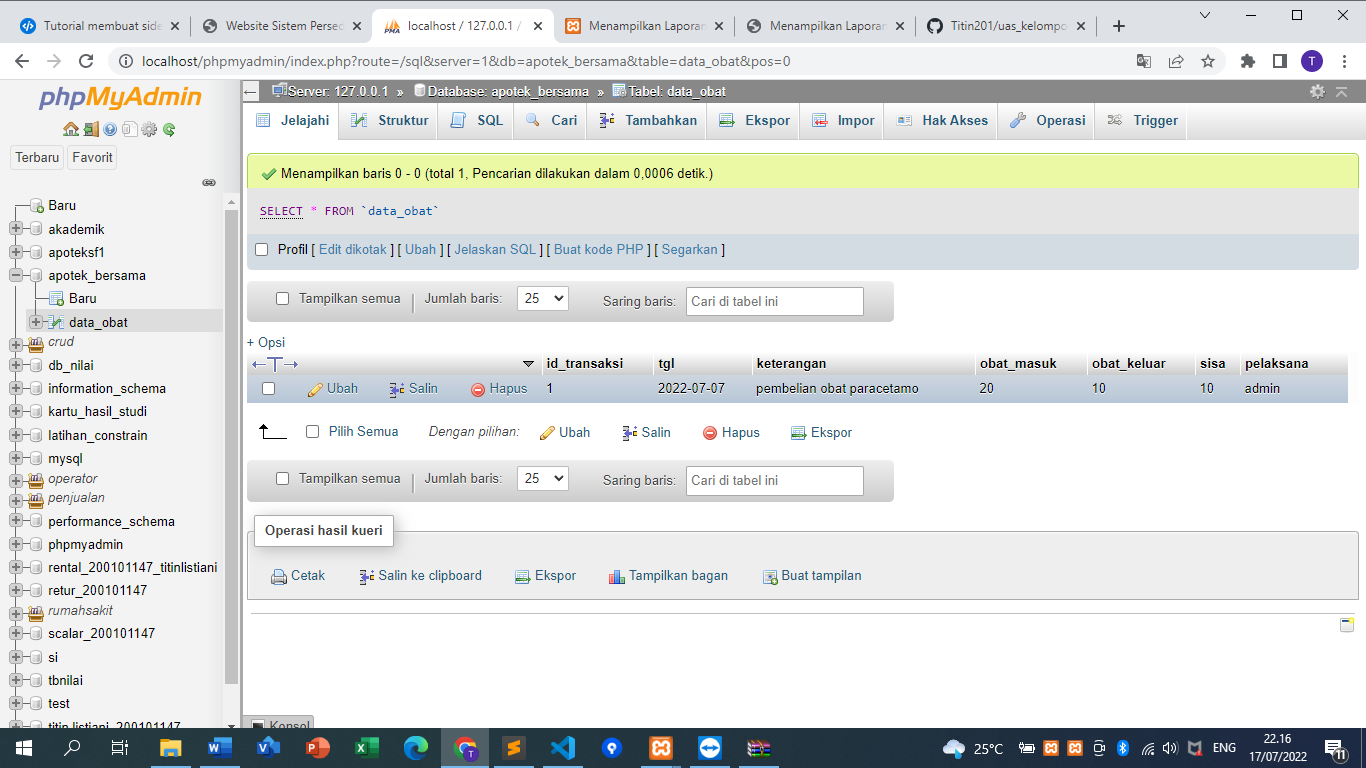 Tutorial membuat side
Website Sistem Persed
localhost / 127.0.0.1 /
Menampilkan Laporan
Menampilkan Laporan
Titin201/uas_kelompo
localhost/phpmyadmin/index.php?route=/sql&server=1&db=apotek_bersama&table=data_obat&pos=0
T
phpMyAdmin
Terbaru Favorit
Baru
akademik
apoteksf1
apotek_bersama
Baru
data_obat
crud
db_nilai
information_schema
kartu_hasil_studi
latihan_constrain
mysql
operator
penjualan
performance_schema
phpmyadmin
rental_200101147_titinlistiani
retur_200101147
rumahsakit
scalar_200101147
si
tbnilai
test
titin listiani_200101147
Server: 127.0.0.1 » Database: apotek_bersama » Tabel: data_obat
Jelajahi Struktur SQL Cari Tambahkan Ekspor Impor Hak Akses Operasi Trigger
Menampilkan baris 0 - 0 (total 1, Pencarian dilakukan dalam 0,0006 detik.)
SELECT * FROM `data_obat`
Profil [ Edit dikotak ] [ Ubah ] [ Jelaskan SQL ] [ Buat kode PHP ] [ Segarkan ]
Tampilkan semua Jumlah baris: 25 Saring baris: Cari di tabel ini
+ Opsi
id_transaksi tgl keterangan obat_masuk obat_keluar sisa pelaksana
Ubah Salin Hapus 1 2022-07-07 pembelian obat paracetamo 20 10 10 admin
Pilih Semua Dengan pilihan: Ubah Salin Hapus Ekspor
Tampilkan semua Jumlah baris: 25 Saring baris: Cari di tabel ini
Operasi hasil kueri
Cetak Salin ke clipboard Ekspor Tampilkan bagan Buat tampilan
Konsol
25°C ENG 22.16
17/07/2022
11